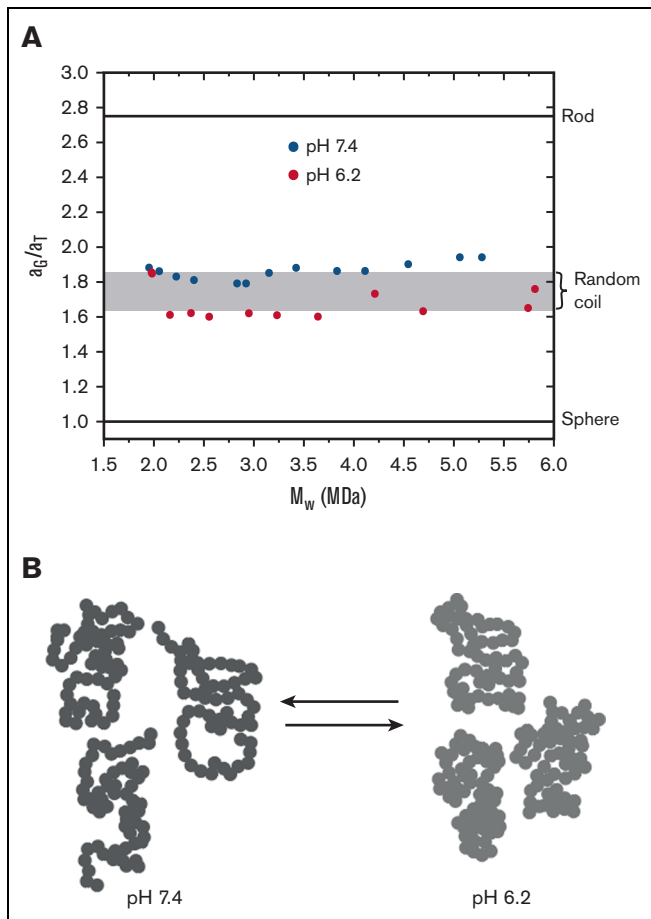 A
3.0
2.8
Rod
2.6
pH 7.4
2.4
pH 6.2
2.2
aG/aT
2.0
1.8
Random
coil
1.6
1.4
1.2
1.0
Sphere
1.5 2.0 2.5 3.0 3.5 4.0 4.5 5.0 5.5 6.0
Mw (MDa)
B
pH 7.4
pH 6.2